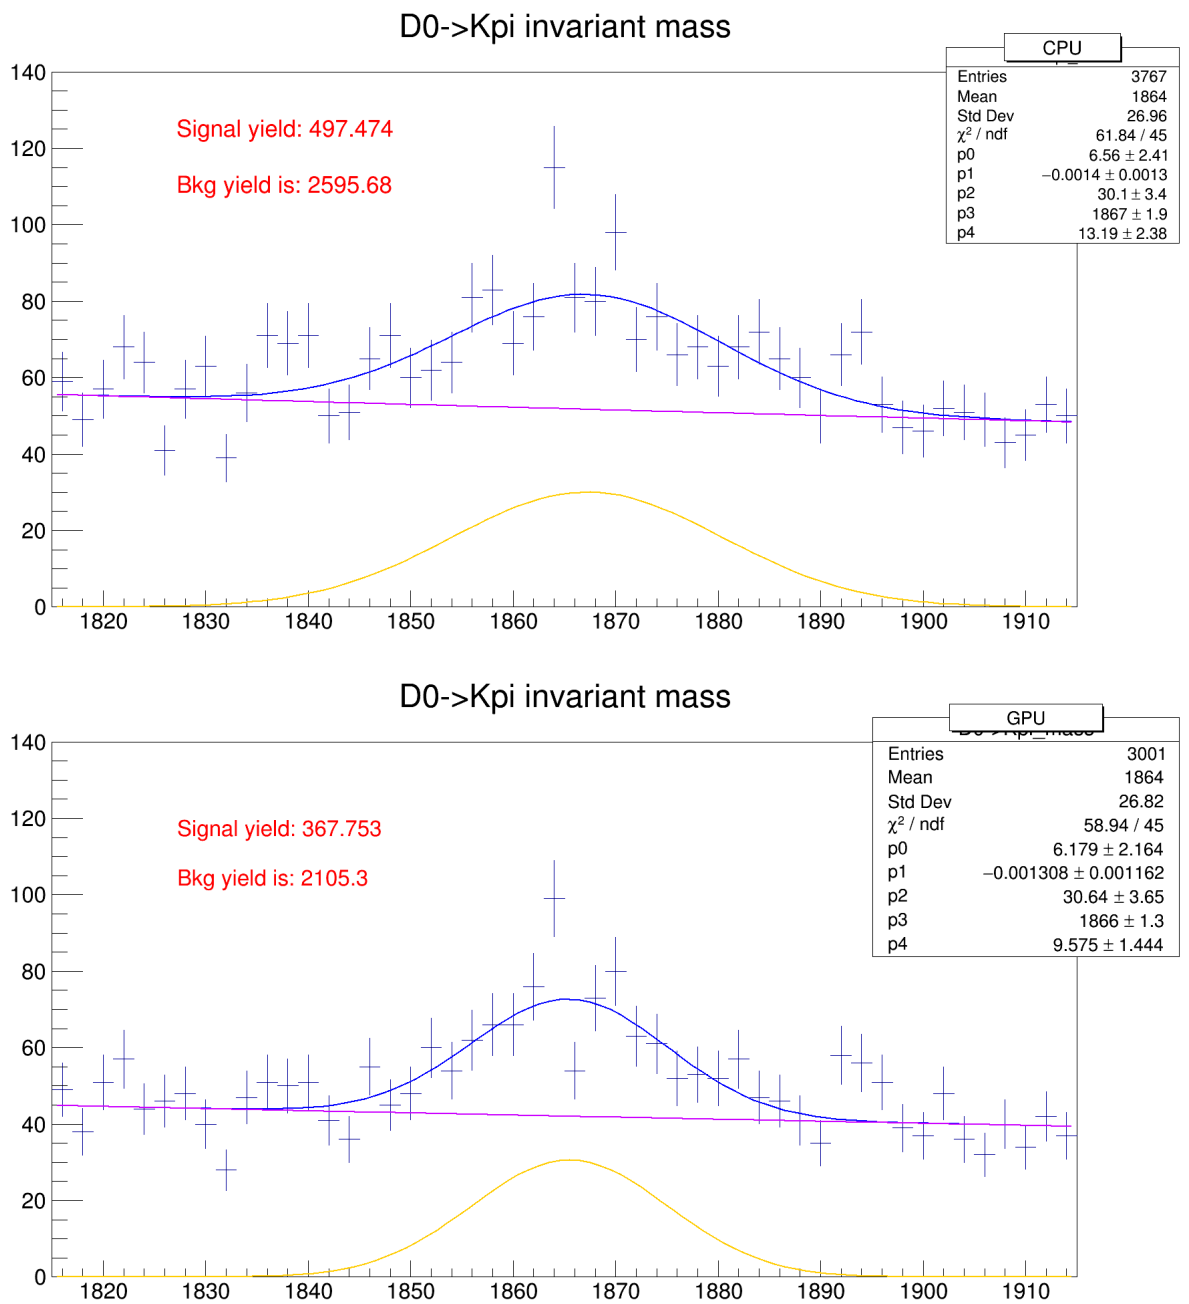 D0->Kpi invariant mass
CPU
Entries 3767
Mean 1864
Std Dev 26.96
χ² / ndf 61.84 / 45
p0 6.56 ± 2.41
p1 −0.0014 ± 0.0013
p2 30.1 ± 3.4
p3 1867 ± 1.9
p4 13.19 ± 2.38
Signal yield: 497.474
Bkg yield is: 2595.68
140
120
100
80
60
40
20
0
1820 1830 1840 1850 1860 1870 1880 1890 1900 1910
D0->Kpi invariant mass
GPU
Entries 3001
Mean 1864
Std Dev 26.82
χ² / ndf 58.94 / 45
p0 6.179 ± 2.164
p1 −0.001308 ± 0.001162
p2 30.64 ± 3.65
p3 1866 ± 1.3
p4 9.575 ± 1.444
Signal yield: 367.753
Bkg yield is: 2105.3
140
120
100
80
60
40
20
0
1820 1830 1840 1850 1860 1870 1880 1890 1900 1910